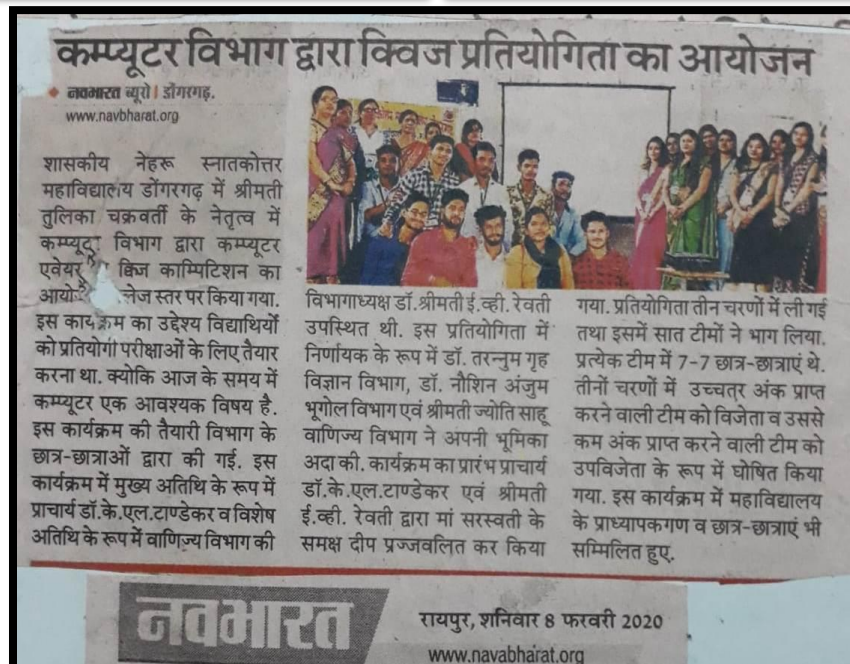 कम्प्यूटर विभाग द्वारा क्विज प्रतियोगिता का आयोजन
नवभारत ब्यूरो। डोंगरगढ़.
www.navbharat.org
शासकीय नेहरू स्नातकोत्तर
महाविद्यालय डोंगरगढ़ में श्रीमती
तुलिका चक्रवर्ती के नेतृत्व में
विभाग द्वारा कम्प्यूटर
क्विज काम्पिटिशन का
स्तर पर किया गया.
इस कार्यक्रम का उद्देश्य विद्यार्थियों
को प्रतियोगी परीक्षाओं के लिए तैयार
करना था. क्योकि आज के समय में
कम्प्यूटर एक आवश्यक विषय है.
इस कार्यक्रम की तैयारी विभाग के
छात्र-छात्राओं द्वारा की गई. इस
कार्यक्रम में मुख्य अतिथि के रूप में
प्राचार्य डॉ.के.एल.टाण्डेकर व विशेष
अतिथि के रूप में वाणिज्य विभाग की
विभागाध्यक्ष डॉ.श्रीमती ई.व्ही. रेवती
उपस्थित थी. इस प्रतियोगिता में
निर्णायक के रूप में डॉ. तरन्नुम गृह
विज्ञान विभाग, डॉ. नौशिन अंजुम
भूगोल विभाग एवं श्रीमती ज्योति साहू
वाणिज्य विभाग ने अपनी भूमिका
अदा की. कार्यक्रम का प्रारंभ प्राचार्य
डॉ.के.एल.टाण्डेकर एवं श्रीमती
ई.व्ही. रेवती द्वारा मां सरस्वती के
समक्ष दीप प्रज्जवलित कर किया
गया. प्रतियोगिता तीन चरणों में ली गई
तथा इसमें सात टीमों ने भाग लिया.
प्रत्येक टीम में 7-7 छात्र-छात्राएं थे.
तीनों चरणों में उच्चतर अंक प्राप्त
करने वाली टीम को विजेता व उससे
कम अंक प्राप्त करने वाली टीम को
उपविजेता के रूप में घोषित किया
गया. इस कार्यक्रम में महाविद्यालय
के प्राध्यापकगण व छात्र-छात्राएं भी
सम्मिलित हुए.
नवभारत
रायपुर, शनिवार 8 फरवरी 2020
www.navabharat.org